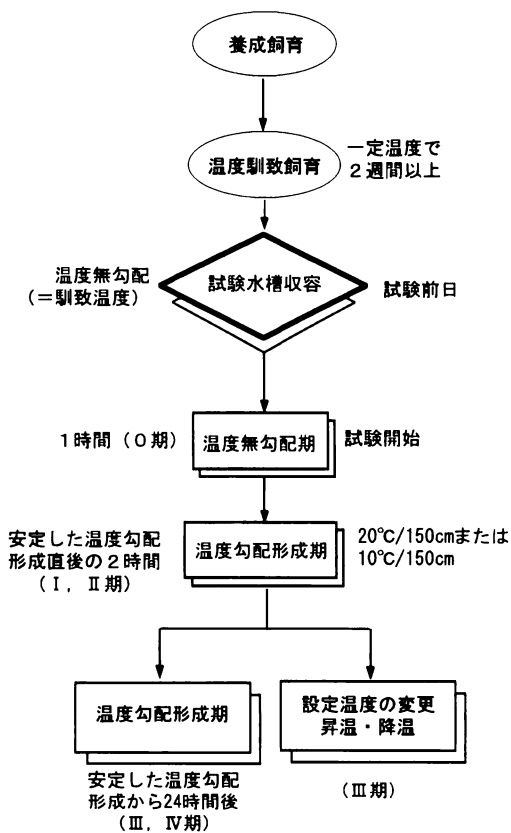 養成飼育
温度馴致飼育
一定温度で
２週間以上
温度無勾配
（＝馴致温度）
試験水槽収容
試験前日
１時間（０期）
温度無勾配期
試験開始
安定した温度勾配
形成直後の２時間
（Ⅰ，Ⅱ期）
温度勾配形成期
20℃/150cmまたは
10℃/150cm
温度勾配形成期
安定した温度勾配
形成から24時間後
（Ⅲ，Ⅳ期）
設定温度の変更
昇温・降温
（Ⅲ期）